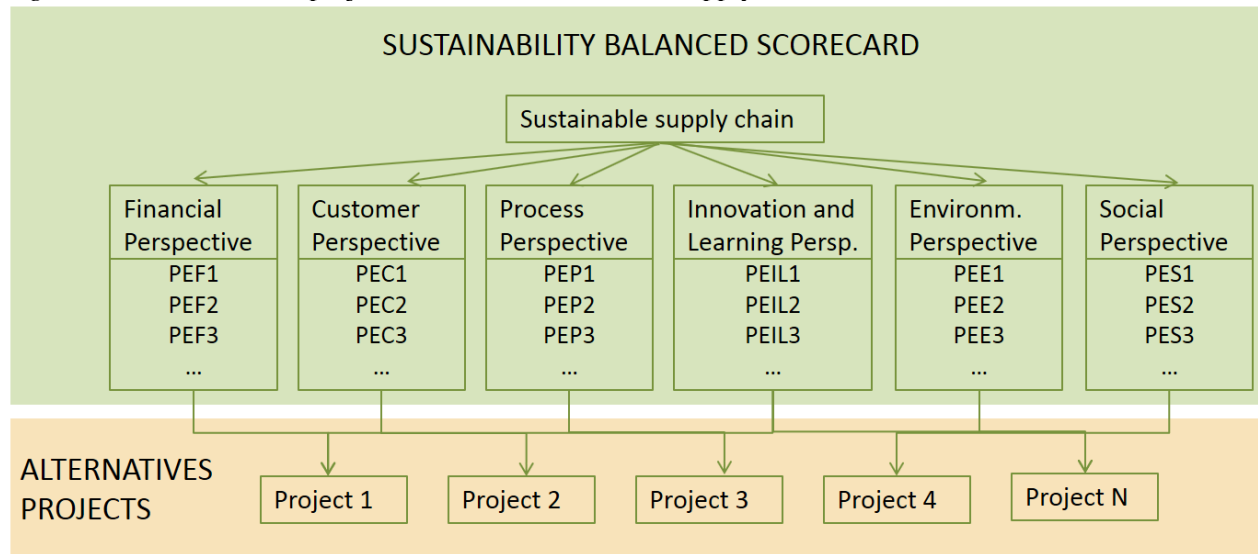 SUSTAINABILITY BALANCED SCORECARD
Sustainable supply chain
Financial
Perspective
PEF1
PEF2
PEF3
...
Customer
Perspective
PEC1
PEC2
PEC3
...
Process
Perspective
PEP1
PEP2
PEP3
...
Innovation and
Learning Persp.
PEIL1
PEIL2
PEIL3
...
Environm.
Perspective
PEE1
PEE2
PEE3
...
Social
Perspective
PES1
PES2
PES3
...
ALTERNATIVES
PROJECTS
Project 1
Project 2
Project 3
Project 4
Project N